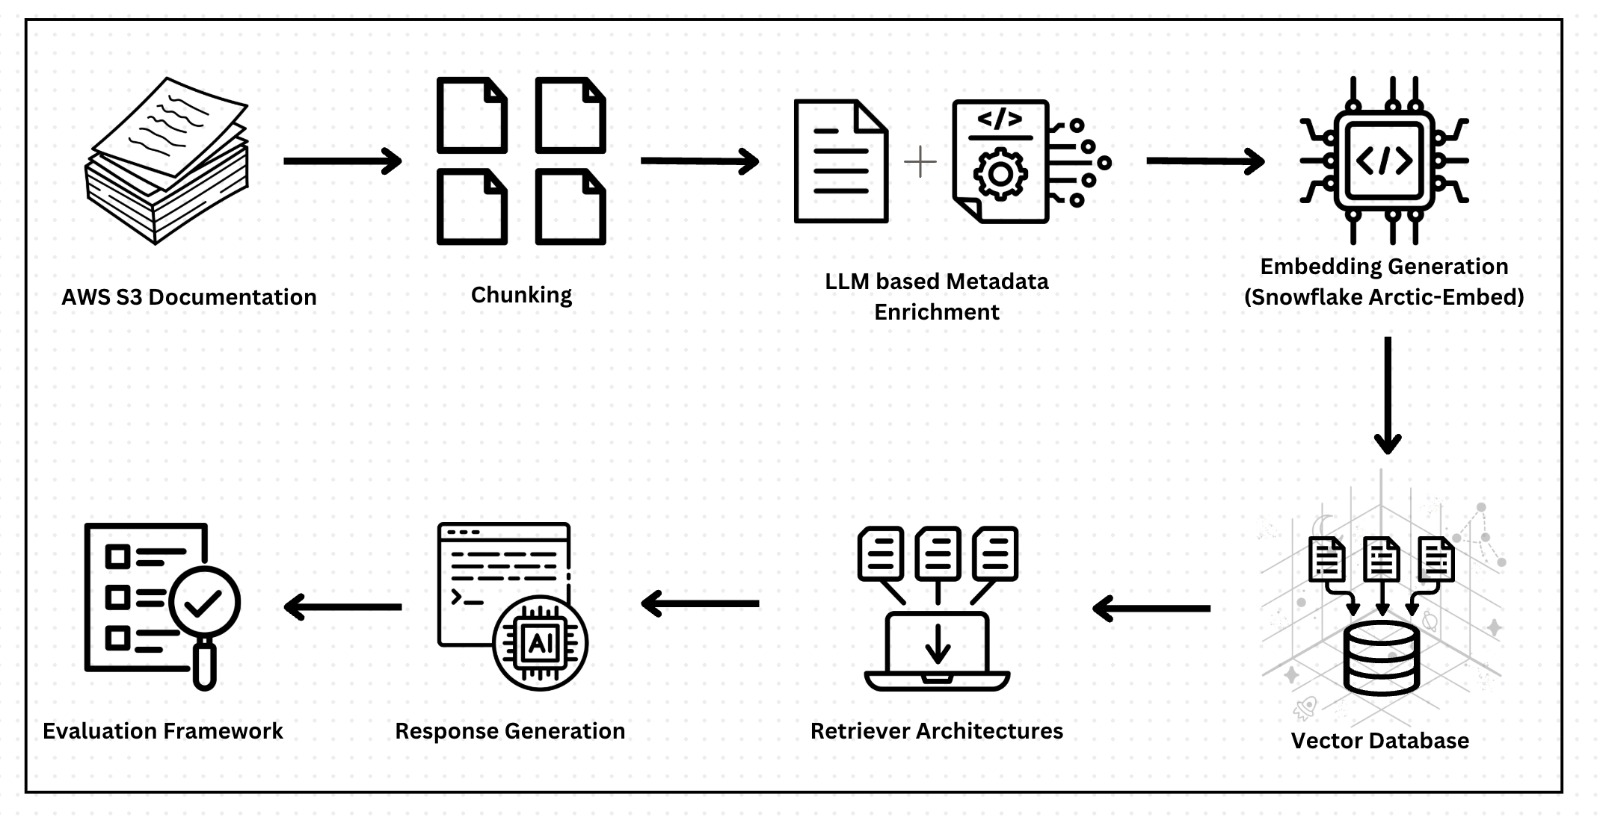 AWS S3 Documentation
Chunking
</>
LLM based Metadata
Enrichment
</>
Embedding Generation
(Snowflake Arctic-Embed)
Evaluation Framework
AI
Response Generation
Retriever Architectures
Vector Database